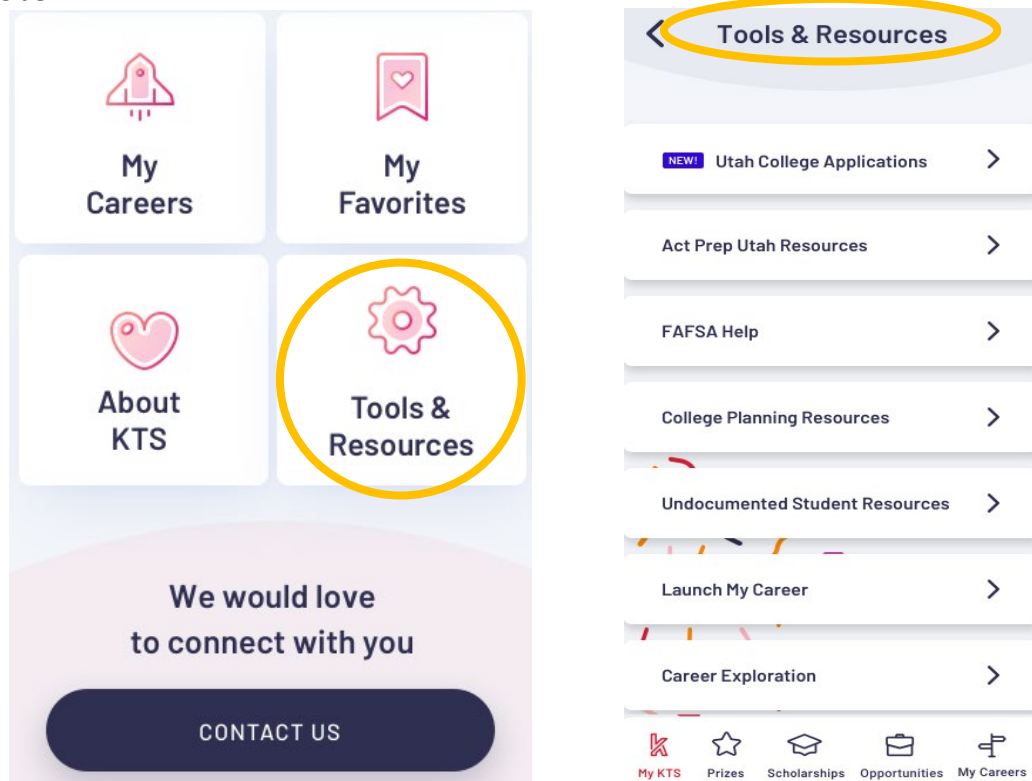 My
Careers
My
Favorites
About
KTS
Tools &
Resources
We would love
to connect with you
CONTACT US
Tools & Resources
NEW! Utah College Applications
Act Prep Utah Resources
FAFSA Help
College Planning Resources
Undocumented Student Resources
Launch My Career
Career Exploration
My KTS Prizes Scholarships Opportunities My Careers